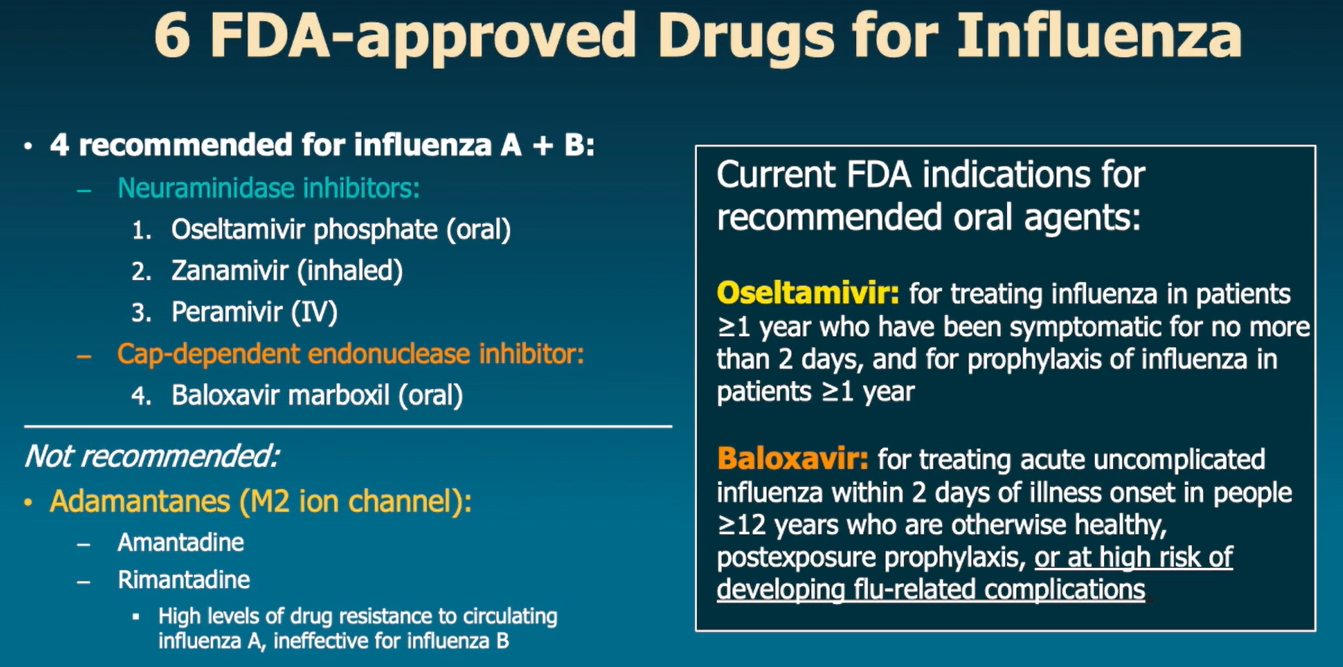 6 FDA-approved Drugs for Influenza
• 4 recommended for influenza A + B:
– Neuraminidase inhibitors:
1. Oseltamivir phosphate (oral)
2. Zanamivir (inhaled)
3. Peramivir (IV)
– Cap-dependent endonuclease inhibitor:
4. Baloxavir marboxil (oral)
Not recommended:
• Adamantanes (M2 ion channel):
– Amantadine
– Rimantadine
▪ High levels of drug resistance to circulating
influenza A, ineffective for influenza B
Current FDA indications for
recommended oral agents:
Oseltamivir: for treating influenza in patients
≥1 year who have been symptomatic for no more
than 2 days, and for prophylaxis of influenza in
patients ≥1 year
Baloxavir: for treating acute uncomplicated
influenza within 2 days of illness onset in people
≥12 years who are otherwise healthy,
postexposure prophylaxis, or at high risk of
developing flu-related complications